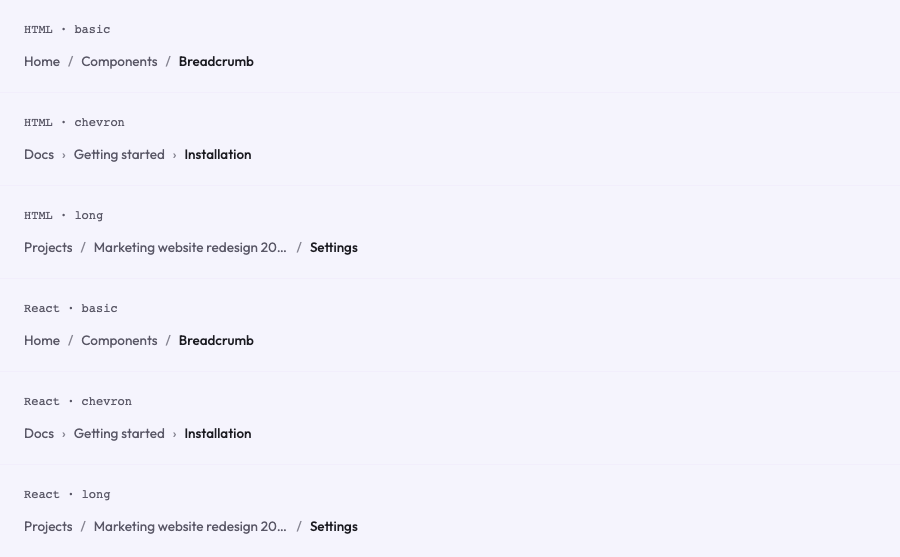 HTML · basic
Home / Components / Breadcrumb
HTML · chevron
Docs › Getting started › Installation
HTML · long
Projects / Marketing website redesign 20… / Settings
React · basic
Home / Components / Breadcrumb
React · chevron
Docs › Getting started › Installation
React · long
Projects / Marketing website redesign 20… / Settings